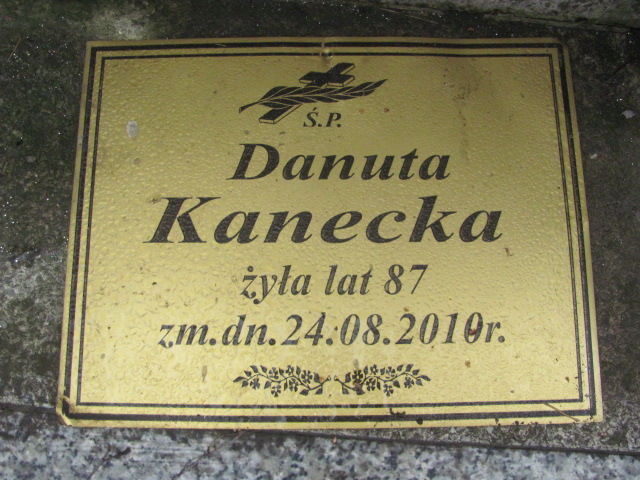 Ś.P.
Danuta
Kanecka
żyła lat 87
zm.dn.24.08.2010r.